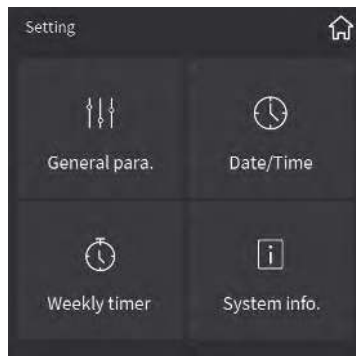 Setting
General para.
Date/Time
Weekly timer
System info.